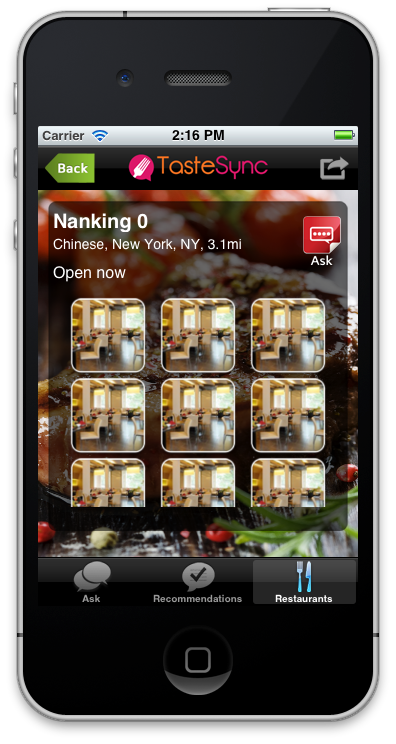 Carrier 2:16 PM
Back TasteSync
Nanking 0
Chinese, New York, NY, 3.1mi
Open now
Ask
Ask Recommendations Restaurants